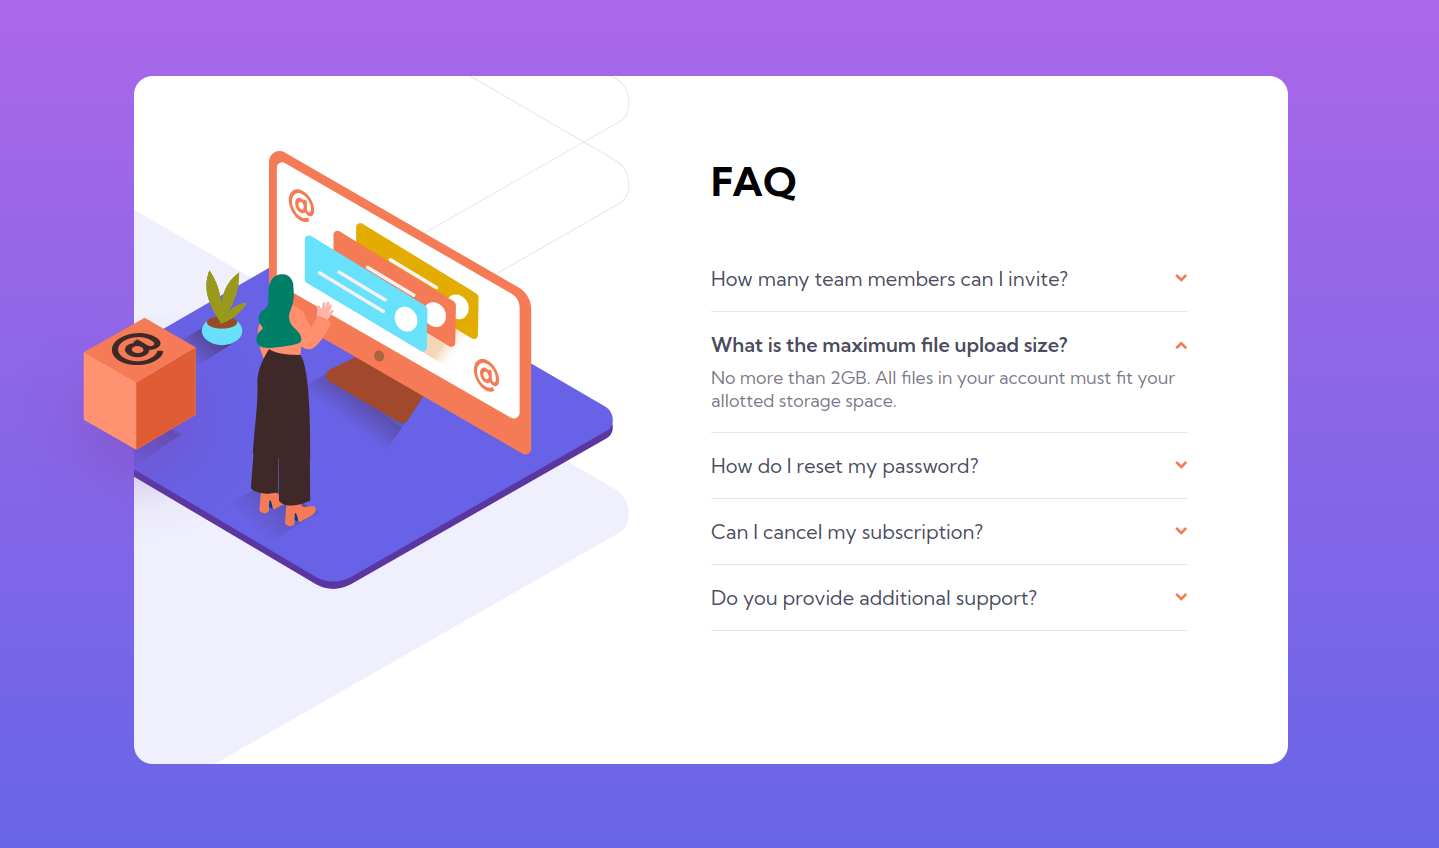 FAQ
How many team members can I invite?
What is the maximum file upload size?
No more than 2GB. All files in your account must fit your
allotted storage space.
How do I reset my password?
Can I cancel my subscription?
Do you provide additional support?
@
@
@